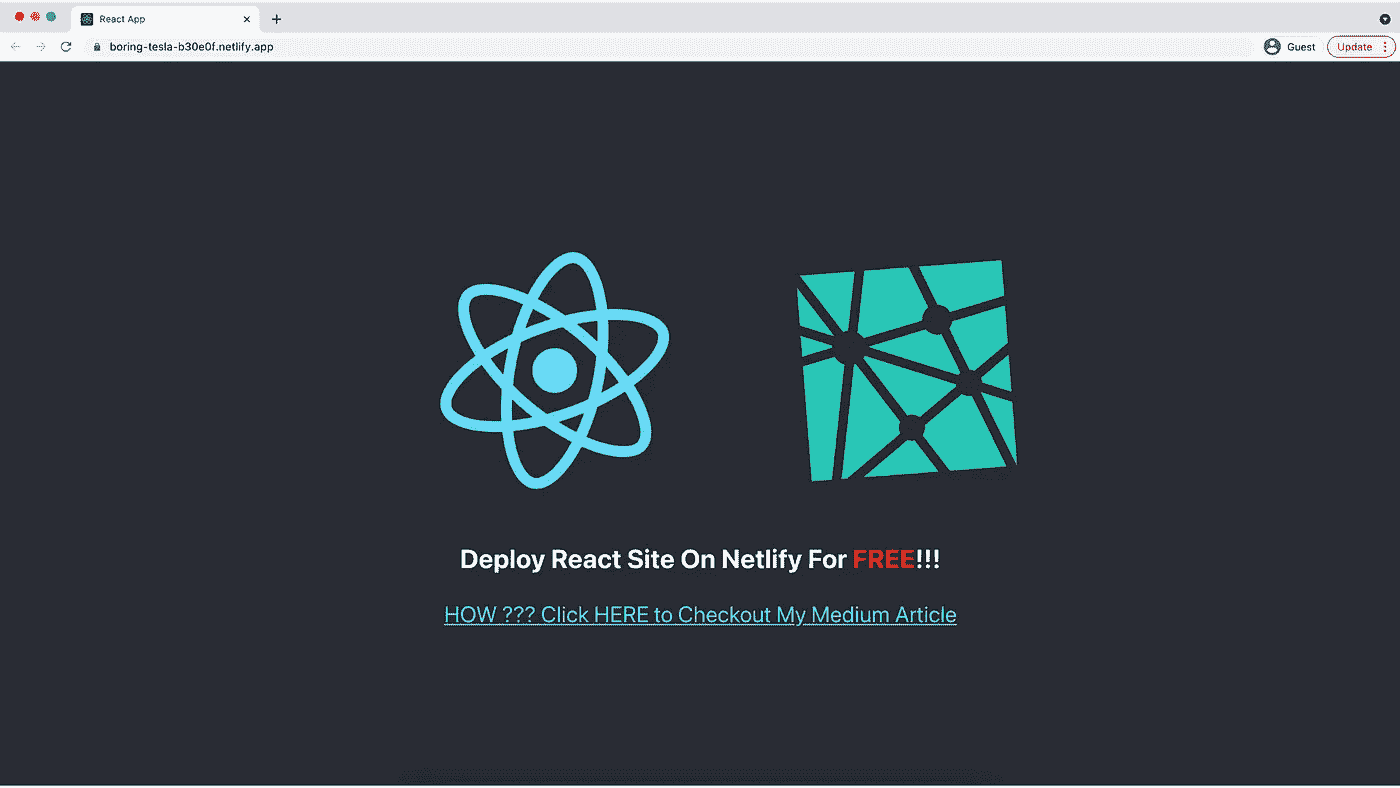 React App
boring-tesla-b30e0f.netlify.app
Guest
Update
Deploy React Site On Netlify For FREE!!!
HOW ??? Click HERE to Checkout My Medium Article